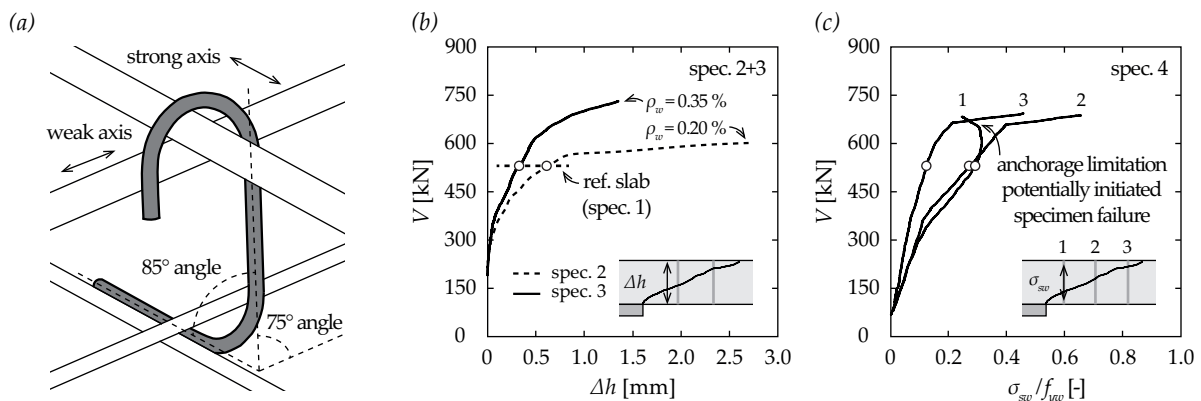 (a)
strong axis
weak axis
85° angle
75° angle
(b)
900
750
600
450
300
150
0
V [kN]
spec. 2+3
ρw = 0.35 %
ρw = 0.20 %
ref. slab
(spec. 1)
spec. 2
spec. 3
Δh
0 0.5 1.0 1.5 2.0 2.5 3.0
Δh [mm]
(c)
900
750
600
450
300
150
0
V [kN]
spec. 4
1 3 2
anchorage limitation
potentially initiated
specimen failure
1 2 3
σsw
0 0.2 0.4 0.6 0.8 1.0
σsw/fyw [-]